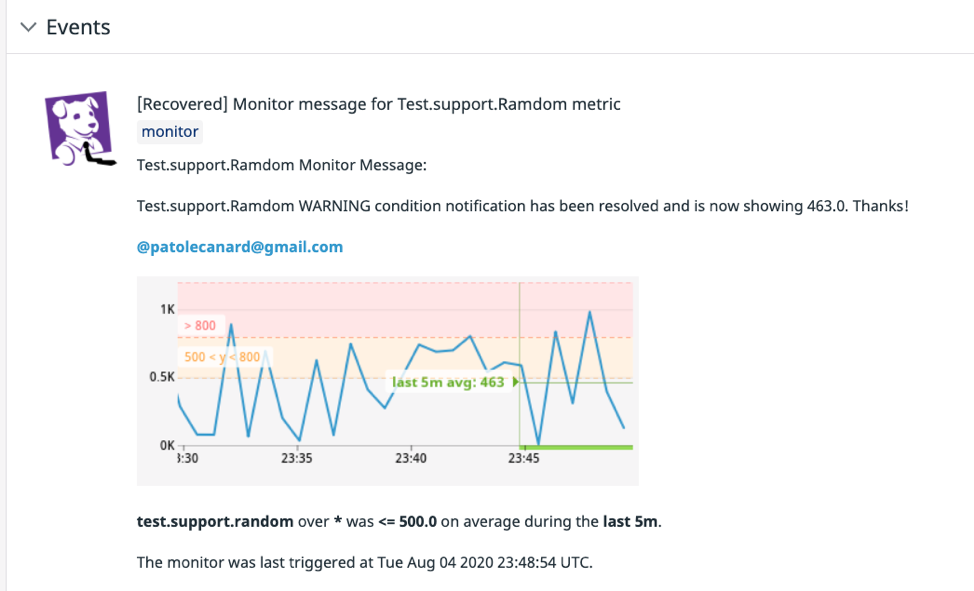 Events
[Recovered] Monitor message for Test.support.Ramdom metric
monitor
Test.support.Ramdom Monitor Message:
Test.support.Ramdom WARNING condition notification has been resolved and is now showing 463.0. Thanks!
@patolecanard@gmail.com
1K
> 800
500 < y < 800
0.5K
last 5m avg: 463
0K
3:30 23:35 23:40 23:45
test.support.random over * was <= 500.0 on average during the last 5m.
The monitor was last triggered at Tue Aug 04 2020 23:48:54 UTC.